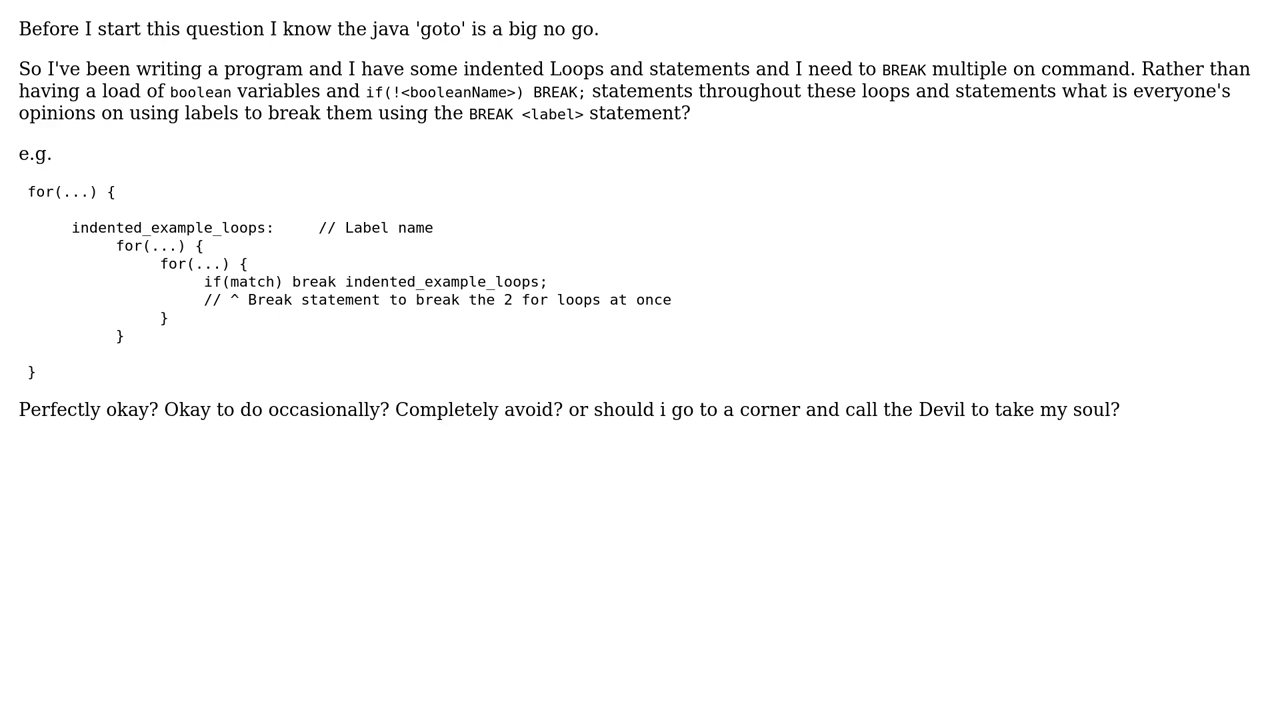 Before I start this question I know the java 'goto' is a big no go.
So I've been writing a program and I have some indented Loops and statements and I need to BREAK multiple on command. Rather than
having a load of boolean variables and if(!<booleanName>) BREAK; statements throughout these loops and statements what is everyone's
opinions on using labels to break them using the BREAK <label> statement?
e.g.
for(...) {
indented_example_loops:     // Label name
for(...) {
for(...) {
if(match) break indented_example_loops;
// ^ Break statement to break the 2 for loops at once
}
}
}
Perfectly okay? Okay to do occasionally? Completely avoid? or should i go to a corner and call the Devil to take my soul?